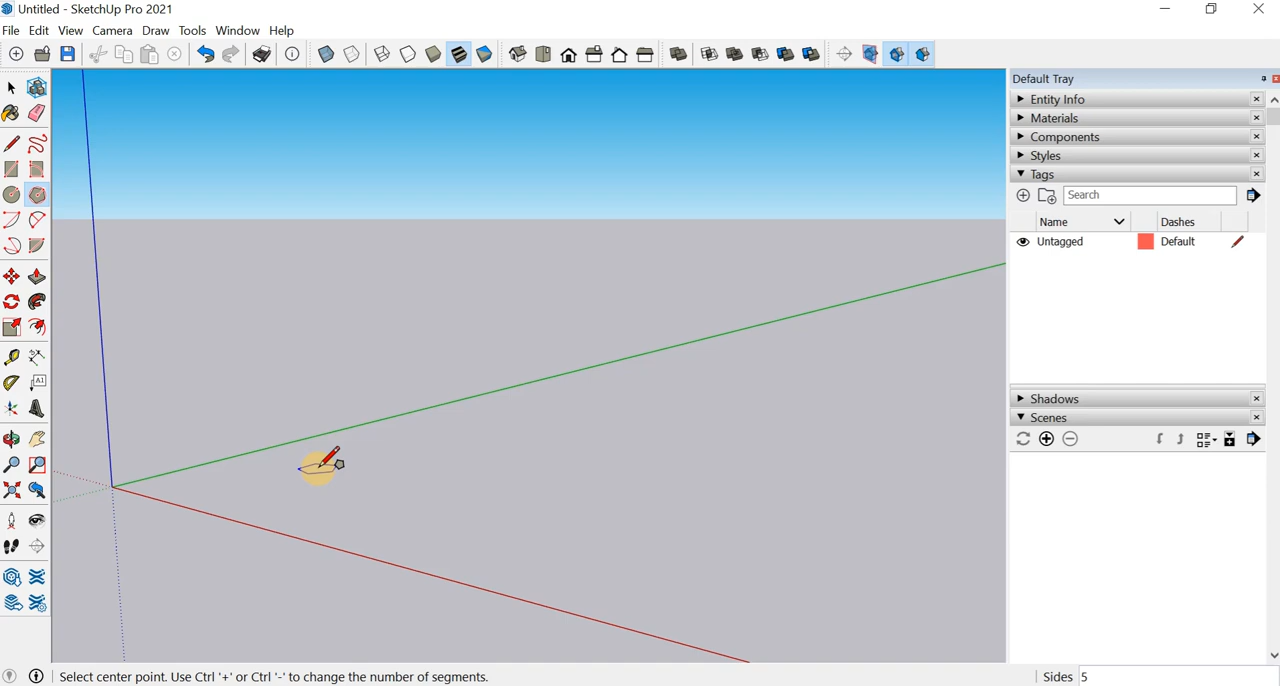 Untitled - SketchUp Pro 2021
File Edit View Camera Draw Tools Window Help
Default Tray
Entity Info
Materials
Components
Styles
Tags
Search
Name Dashes
Untagged Default
A1
Shadows
Scenes
Select center point. Use Ctrl '+' or Ctrl '-' to change the number of segments.
Sides 5